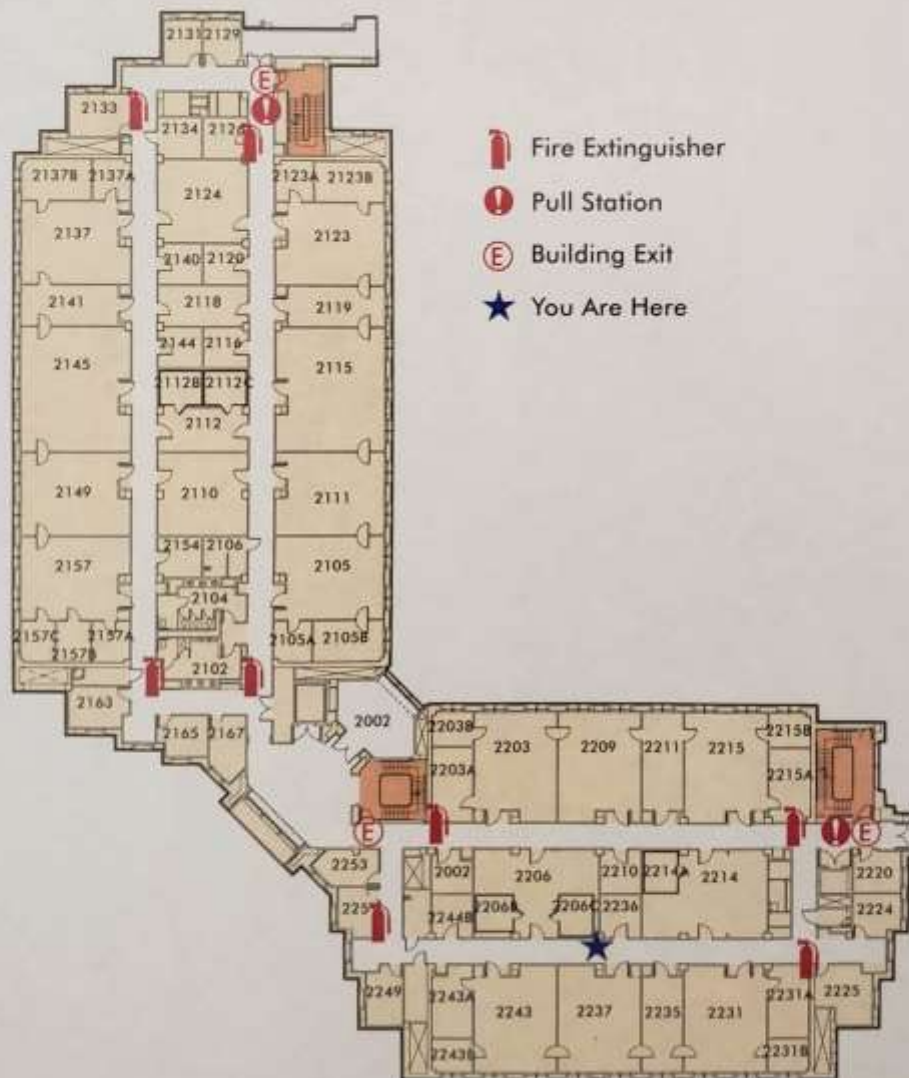 2131 2129
E
2133
2134 2126
!
2137B 2137A
2124
2123A 2123B
2137
2123
2140 2120
2141
2118
2119
2144 2116
2145
2115
2112B 2112C
2112
2149
2110
2111
2154 2106
2157
2105
2104
2157C 2157B 2157A
2105A 2105B
2102
2163
2165 2167
2002
Fire Extinguisher
! Pull Station
E Building Exit
You Are Here
2203B
2203 2209 2211 2215
2215B
2203A
2215A
E
! E
2253
2002
2206
2210
2214A 2214
2220
2244B
2206B 2206C 2236
2224
2249
2243A
2243 2237 2235 2231
2231A
2225
2243B
2231B